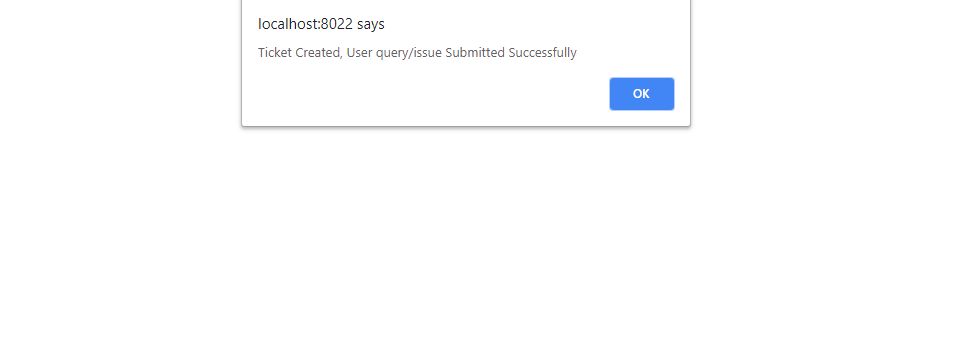 localhost:8022 says
Ticket Created, User query/issue Submitted Successfully
OK